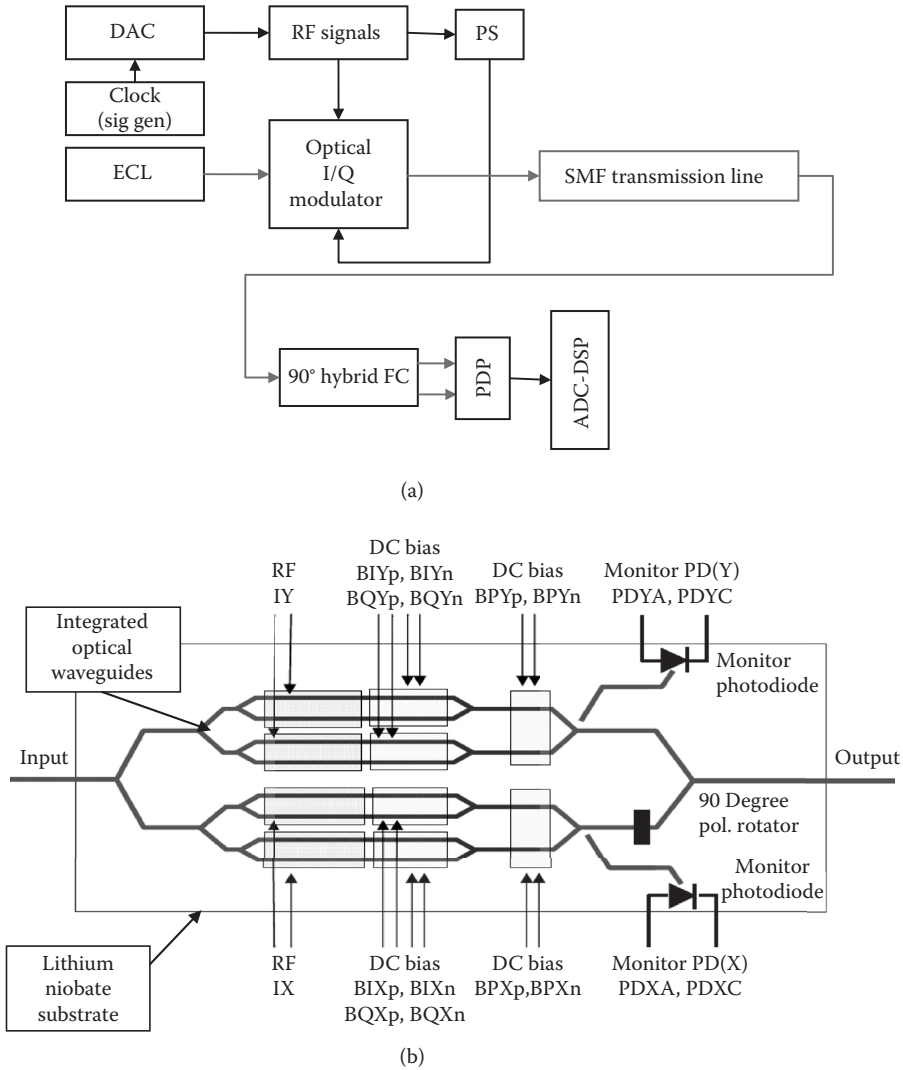 DAC
RF signals
PS
Clock
(sig gen)
ECL
Optical
I/Q
modulator
SMF transmission line
90° hybrid FC
PDP
ADC-DSP
(a)
RF
IY
DC bias
BIYp, BIYn
BQYp, BQYn
DC bias
BPYp, BPYn
Monitor PD(Y)
PDYA, PDYC
Integrated
optical
waveguides
Monitor
photodiode
Input
Output
90 Degree
pol. rotator
Monitor
photodiode
Lithium
niobate
substrate
RF
IX
DC bias
BIXp, BIXn
BQXp, BQXn
DC bias
BPXp,BPXn
Monitor PD(X)
PDXA, PDXC
(b)